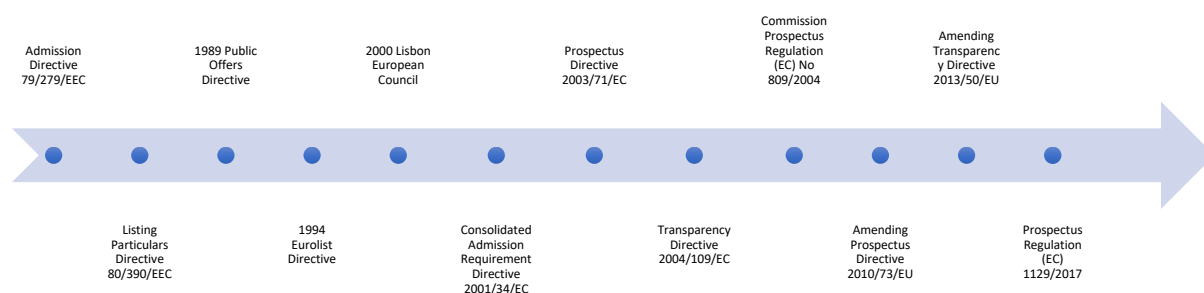 Admission
Directive
79/279/EEC
Listing
Particulars
Directive
80/390/EEC
1989 Public
Offers
Directive
1994
Eurolist
Directive
2000 Lisbon
European
Council
Consolidated
Admission
Requirement
Directive
2001/34/EC
Prospectus
Directive
2003/71/EC
Transparency
Directive
2004/109/EC
Commission
Prospectus
Regulation
(EC) No
809/2004
Amending
Prospectus
Directive
2010/73/EU
Amending
Transparenc
y Directive
2013/50/EU
Prospectus
Regulation
(EC)
1129/2017